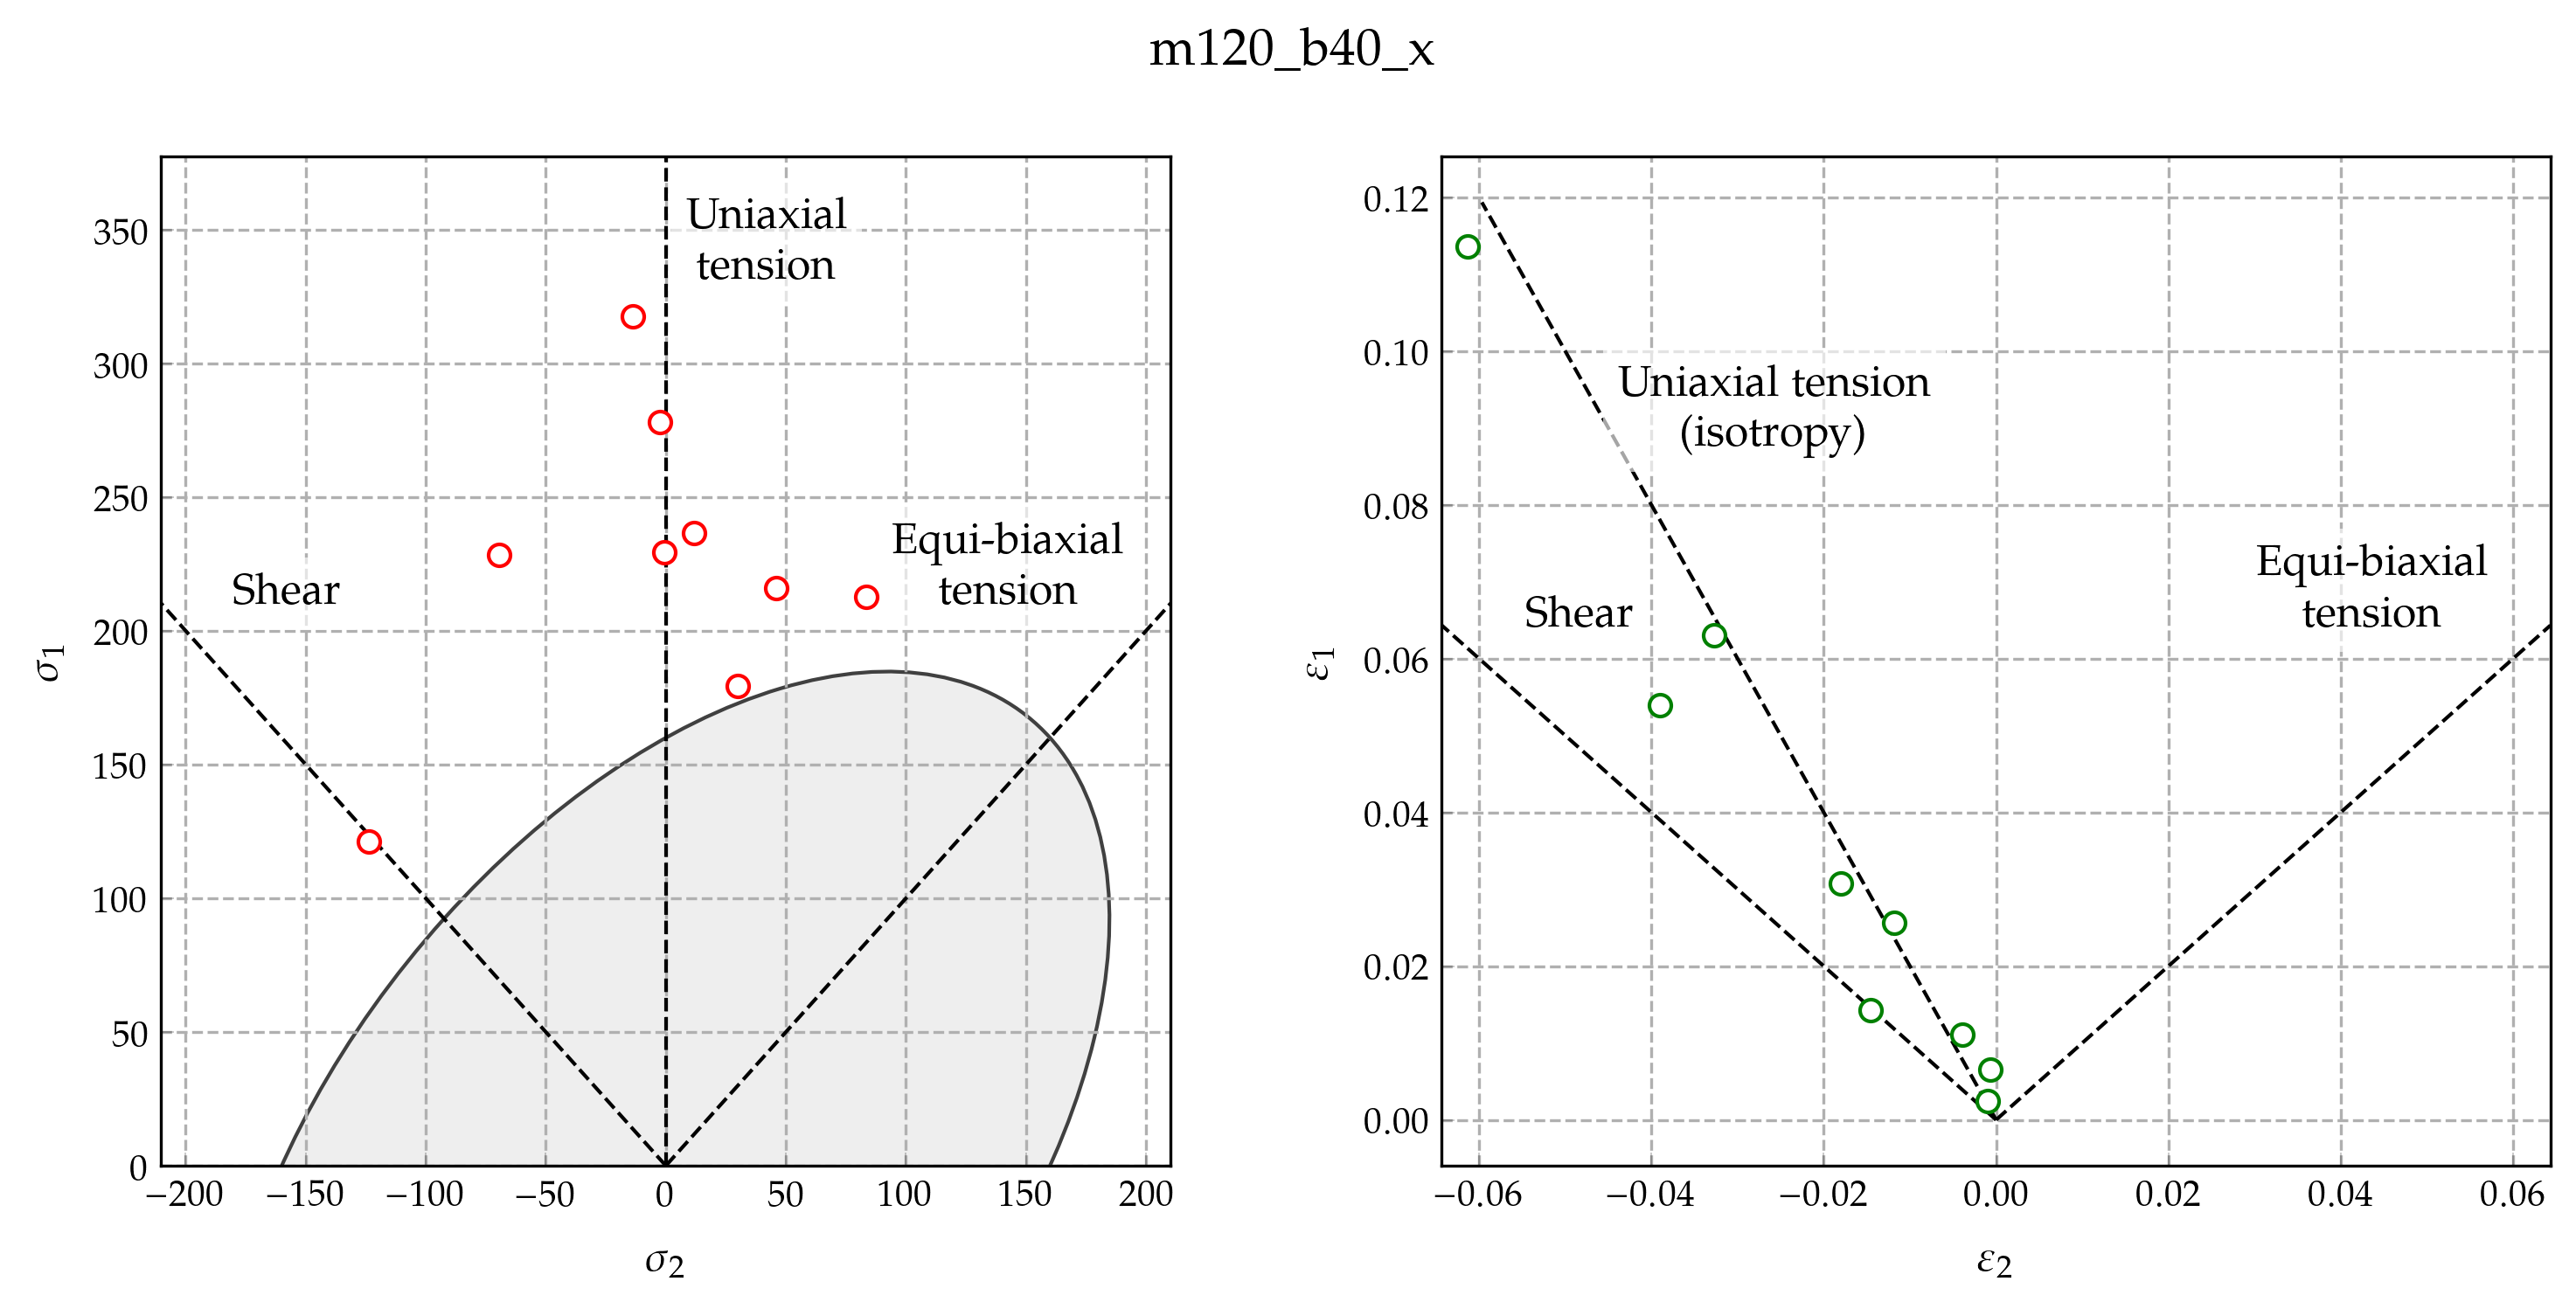 m120_b40_x
350
300
250
200
150
100
50
0
−200
−150
−100
−50
0
50
100
150
200
σ1
σ2
Uniaxial
tension
Equi-biaxial
tension
Shear
0.12
0.10
0.08
0.06
0.04
0.02
0.00
−0.06
−0.04
−0.02
0.00
0.02
0.04
0.06
ε1
ε2
Uniaxial tension
(isotropy)
Equi-biaxial
tension
Shear